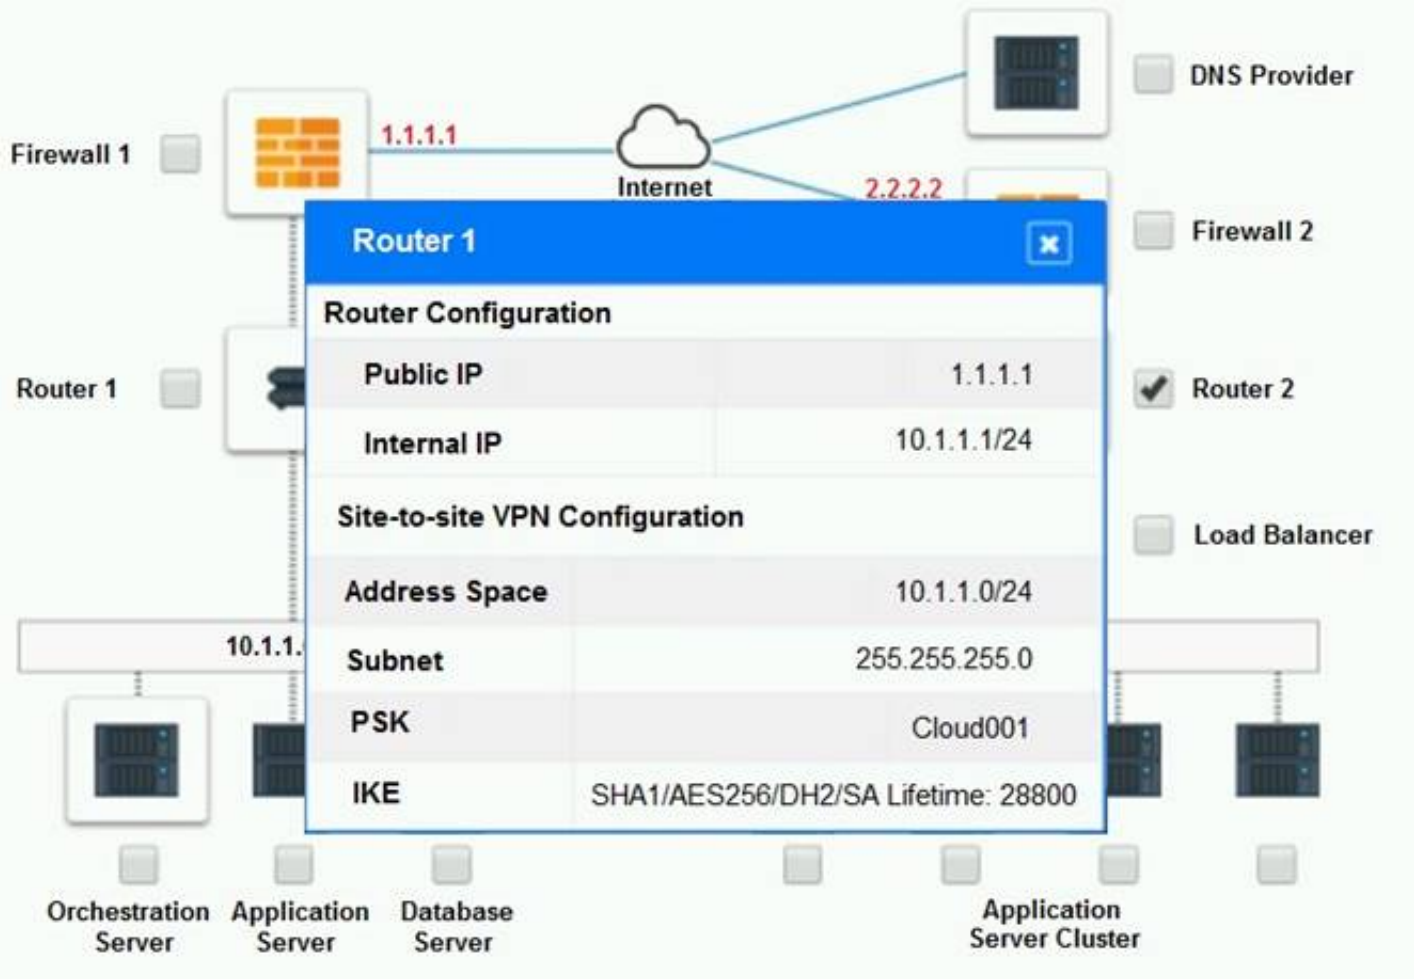 DNS Provider
Firewall 1
1.1.1.1
Internet
2.2.2.2
Firewall 2
Router 1
Router Configuration
Public IP 1.1.1.1
Internal IP 10.1.1.1/24
Router 1
Router 2
Site-to-site VPN Configuration
Load Balancer
Address Space 10.1.1.0/24
10.1.1.
Subnet 255.255.255.0
PSK Cloud001
IKE SHA1/AES256/DH2/SA Lifetime: 28800
Orchestration
Server
Application
Server
Database
Server
Application
Server Cluster